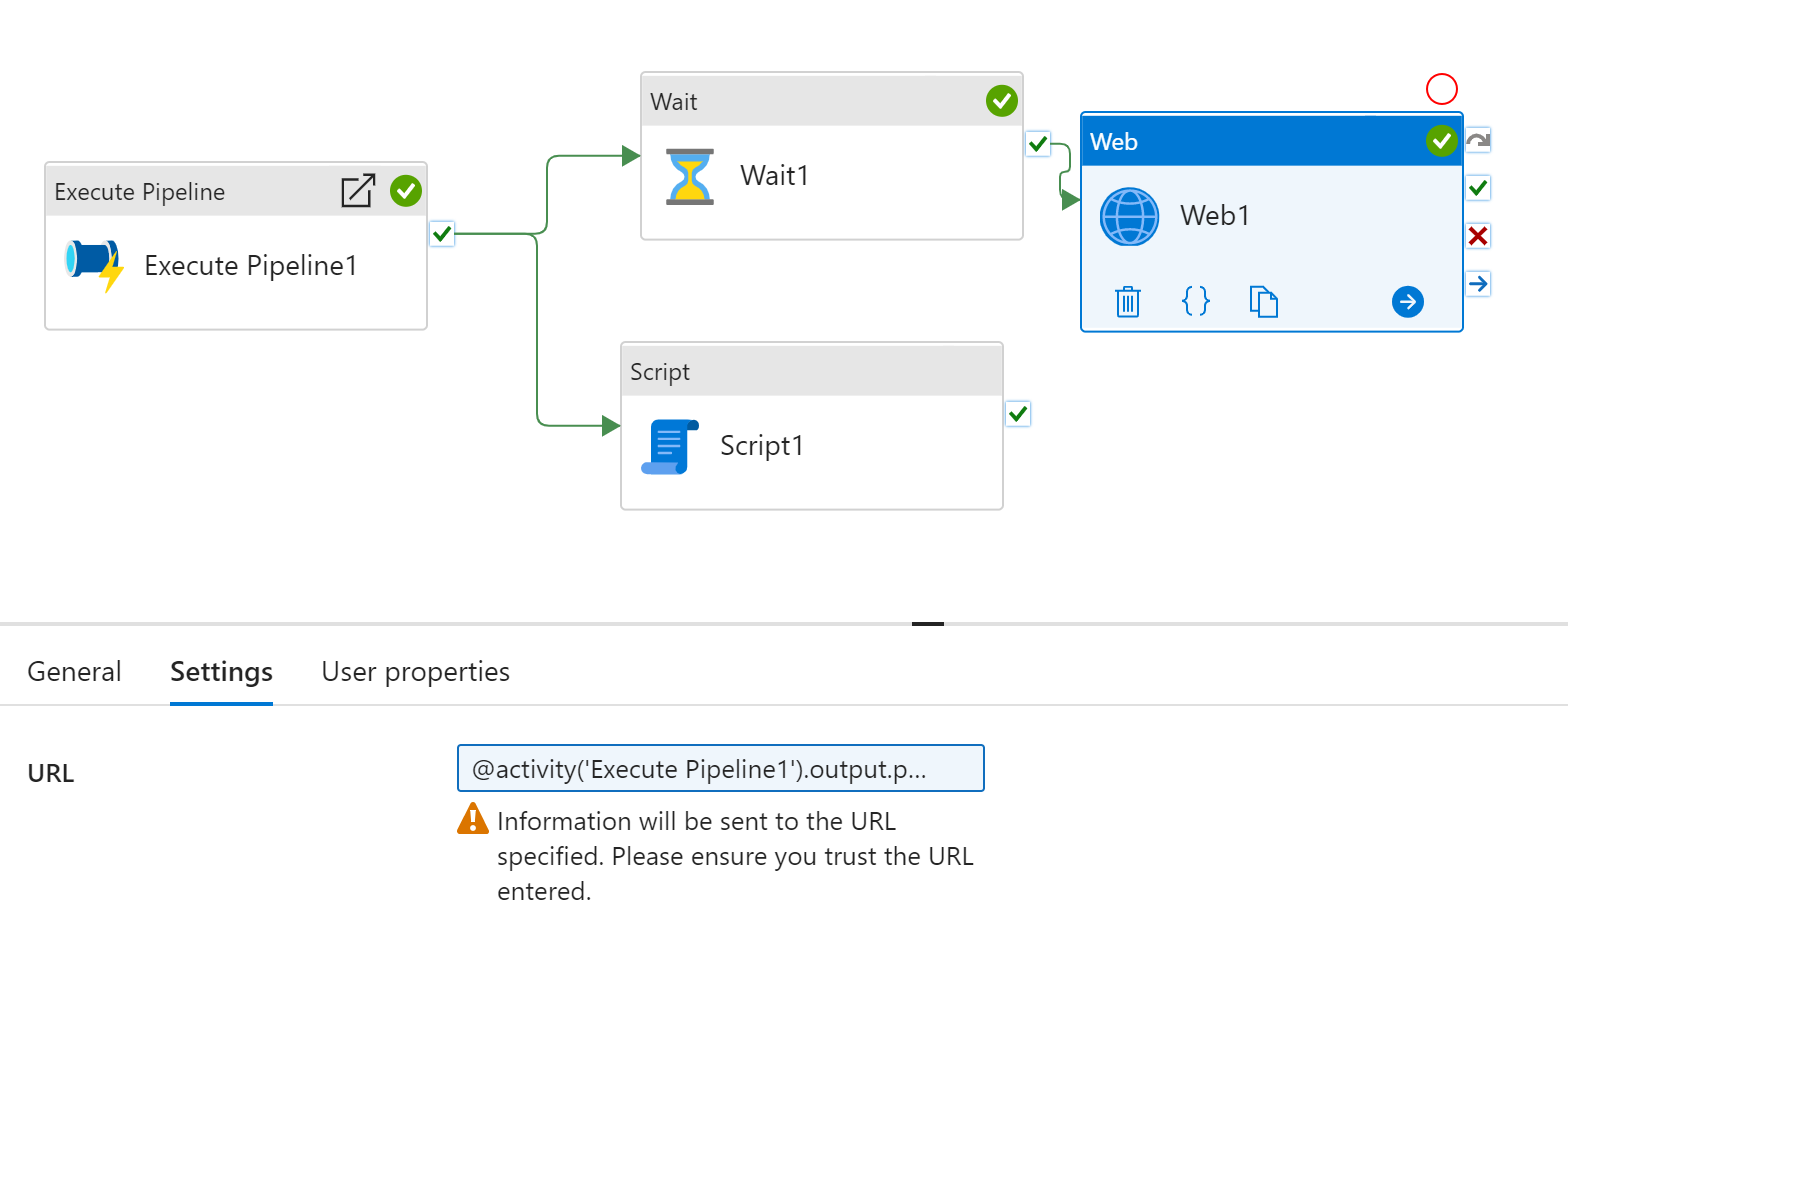 Execute Pipeline
Execute Pipeline1
Wait
Wait1
Web
Web1
Script
Script1
General
Settings
User properties
URL
@activity('Execute Pipeline1').output.p...
Information will be sent to the URL
specified. Please ensure you trust the URL
entered.